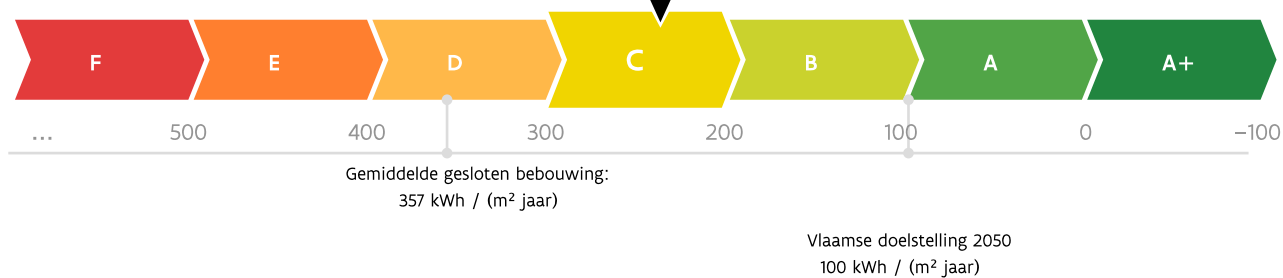 F E D C B A A+
... 500 400 300 200 100 0 −100
Gemiddelde gesloten bebouwing:
357 kWh / (m² jaar)
Vlaamse doelstelling 2050
100 kWh / (m² jaar)